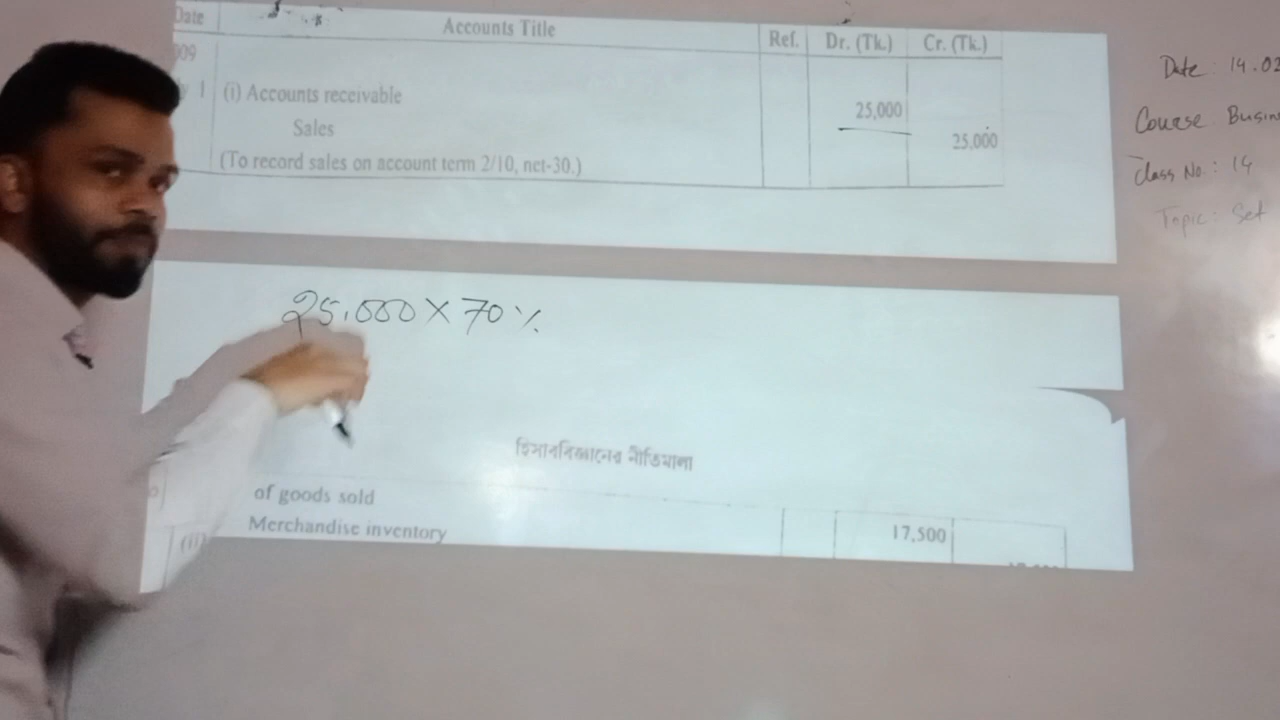 Date Accounts Title Ref. Dr. (Tk.) Cr. (Tk.)
1 (i) Accounts receivable 25,000
Sales 25,000
(To record sales on account term 2/10, net-30.)
Date: 14.02
Course: Busin
Class No.: 14
Topic: Set
25,000 X 70%
হিসাববিজ্ঞানের নীতিমালা
of goods sold 17,500
(ii) Merchandise inventory